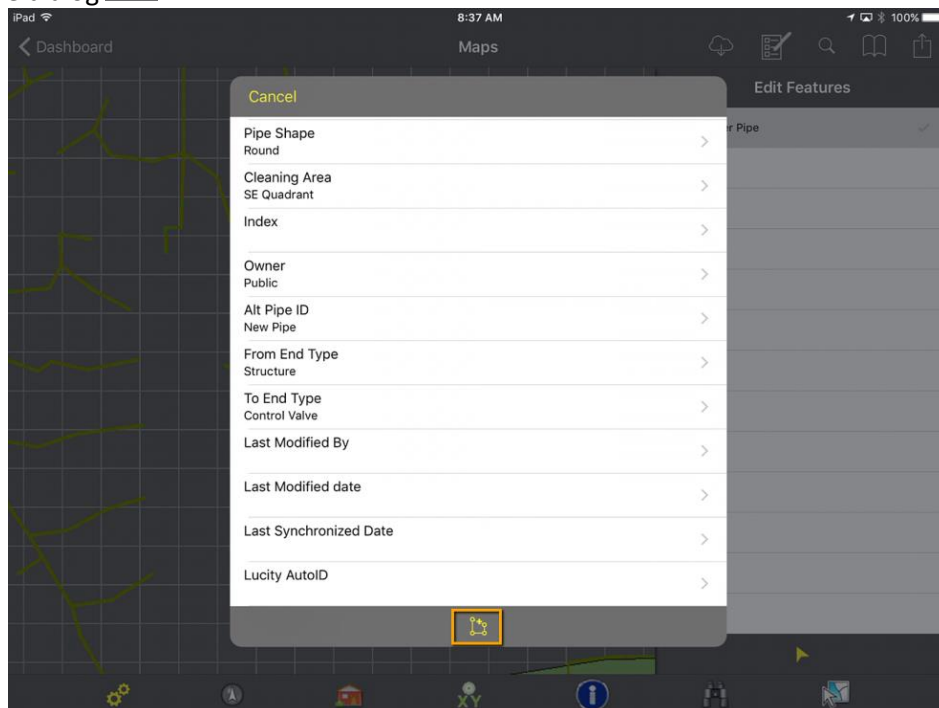 iPad 8:37 AM 100%
Dashboard Maps
Edit Features
Cancel
Pipe
Pipe Shape
Round
Cleaning Area
SE Quadrant
Index
Owner
Public
Alt Pipe ID
New Pipe
From End Type
Structure
To End Type
Control Valve
Last Modified By
Last Modified date
Last Synchronized Date
Lucity AutoID
XY